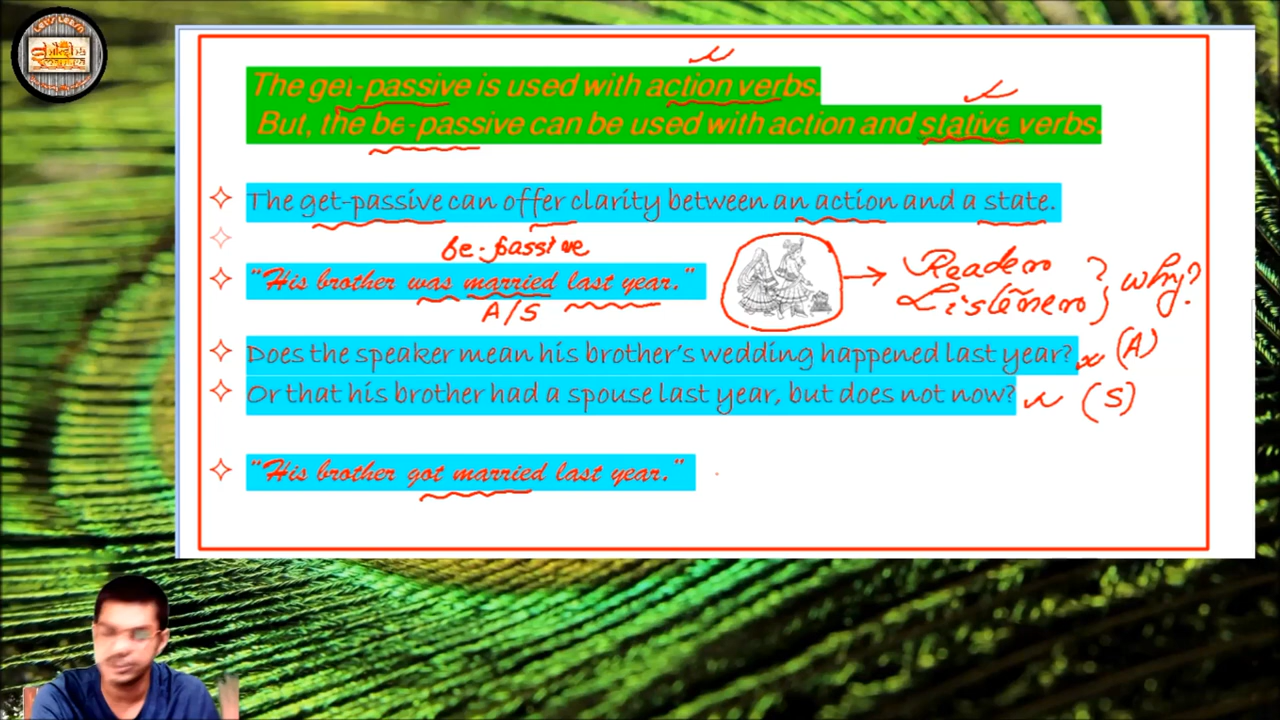 The get-passive is used with action verbs.
But, the be-passive can be used with action and stative verbs.
The get-passive can offer clarity between an action and a state.
be-passive
"His brother was married last year."
A/S
Readers
Listeners
why?
Does the speaker mean his brother's wedding happened last year? (A)
Or that his brother had a spouse last year, but does not now? (S)
"His brother got married last year."